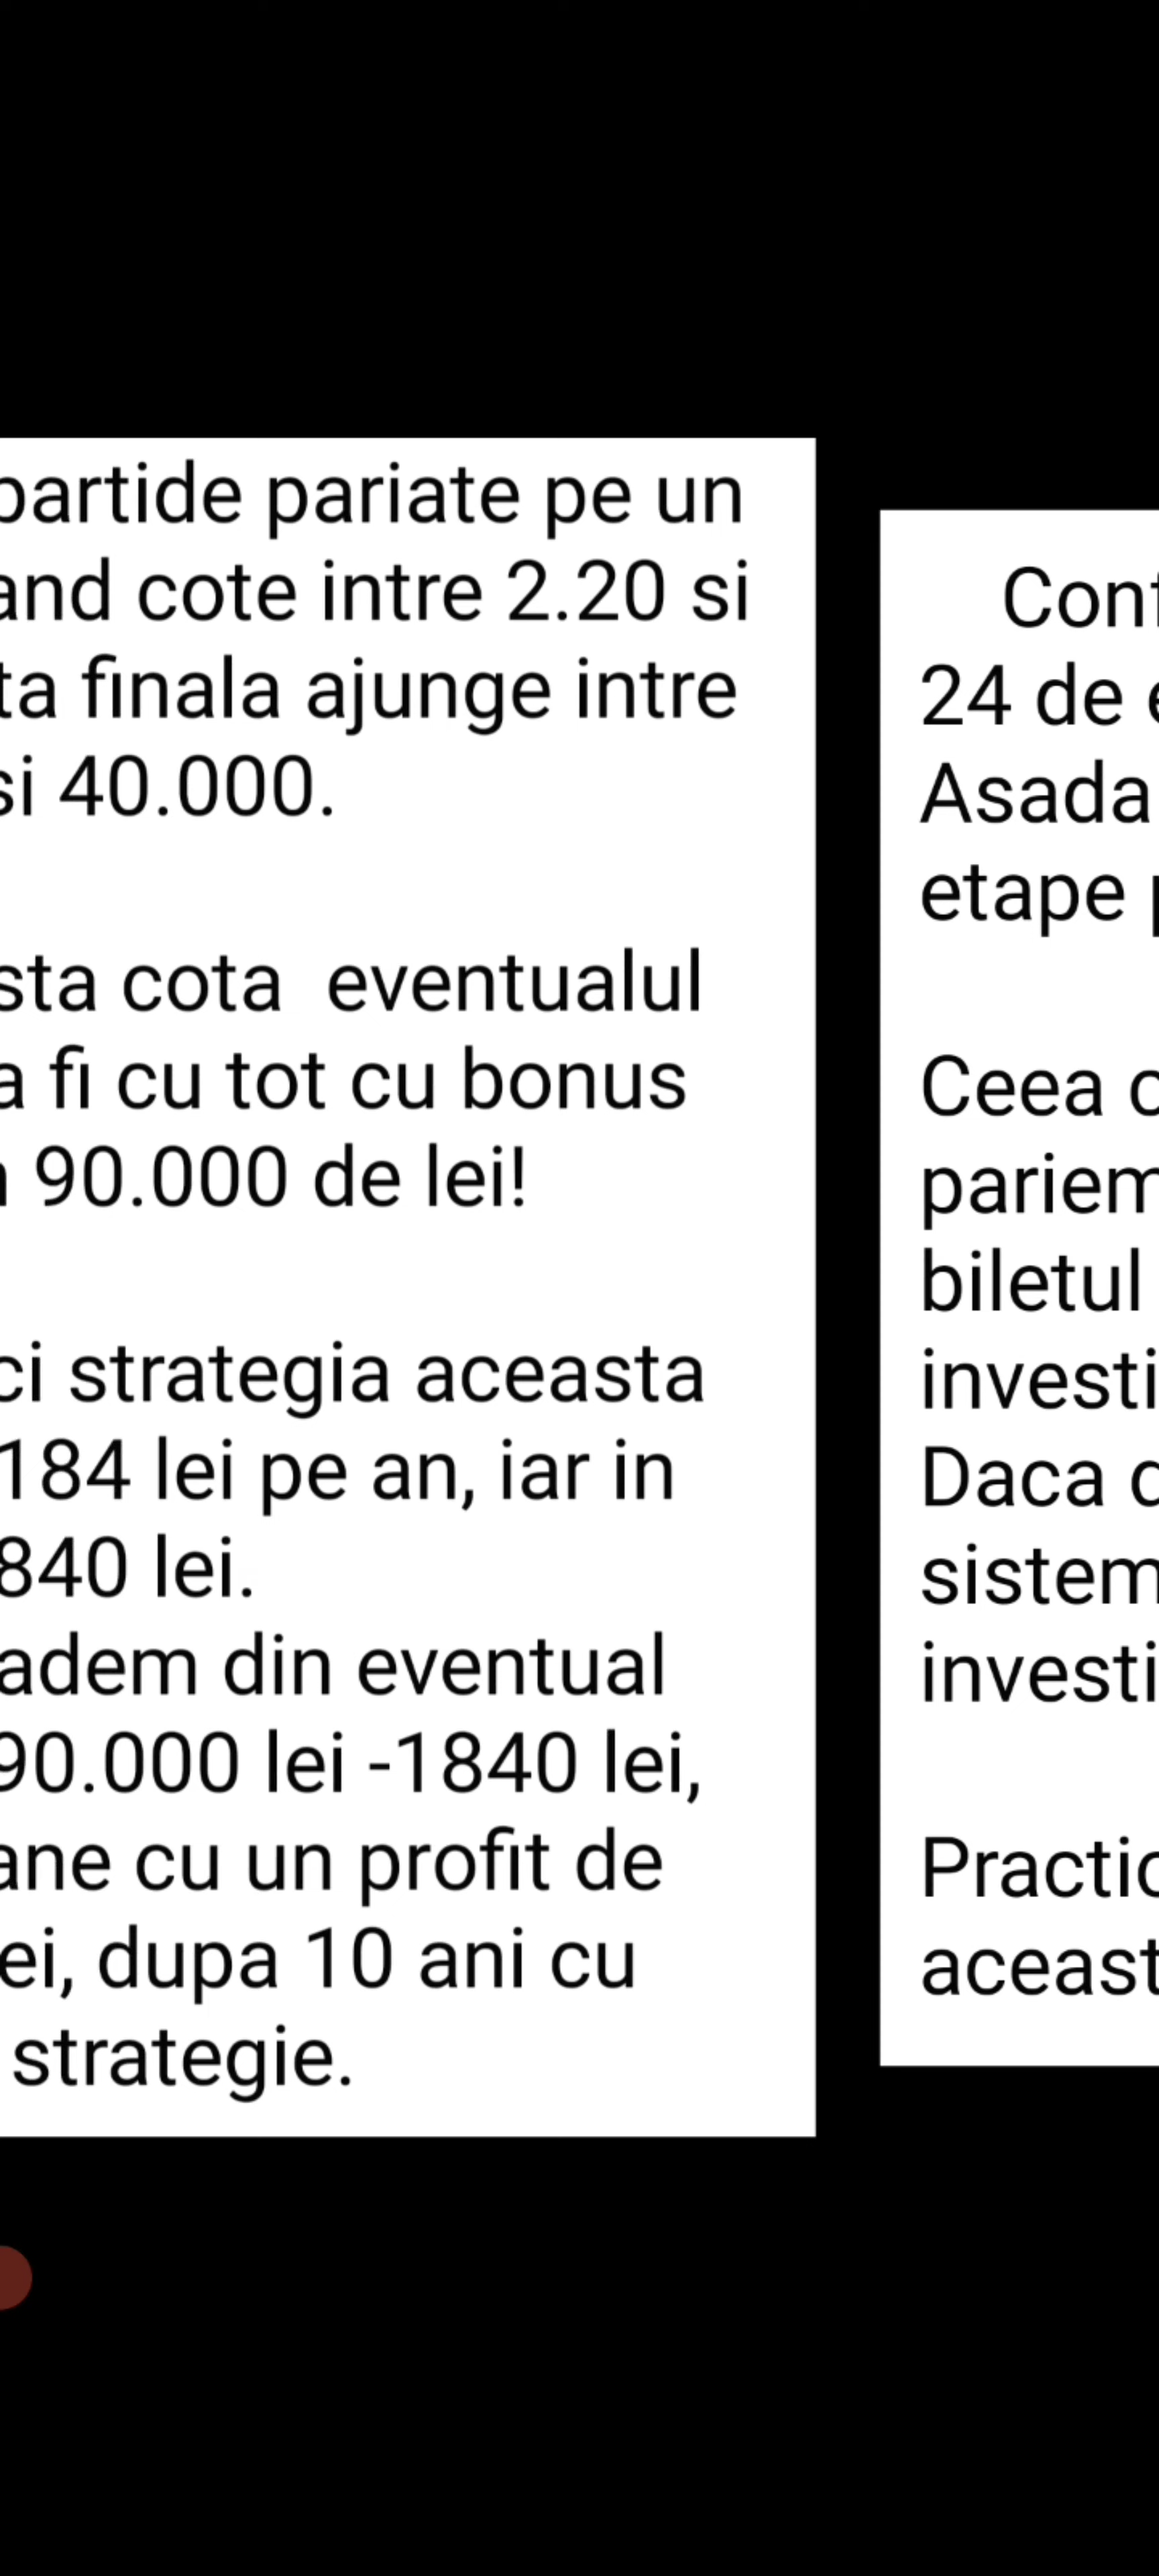 partide pariate pe un
and cote intre 2.20 si
ta finala ajunge intre
si 40.000.
sta cota eventualul
a fi cu tot cu bonus
90.000 de lei!
ci strategia aceasta
184 lei pe an, iar in
840 lei.
adem din eventual
90.000 lei -1840 lei,
ane cu un profit de
ei, dupa 10 ani cu
strategie.
Conf
24 de e
Asada
etape p
Ceea c
pariem
biletul
investi
Daca d
sistem
investi
Practic
aceast